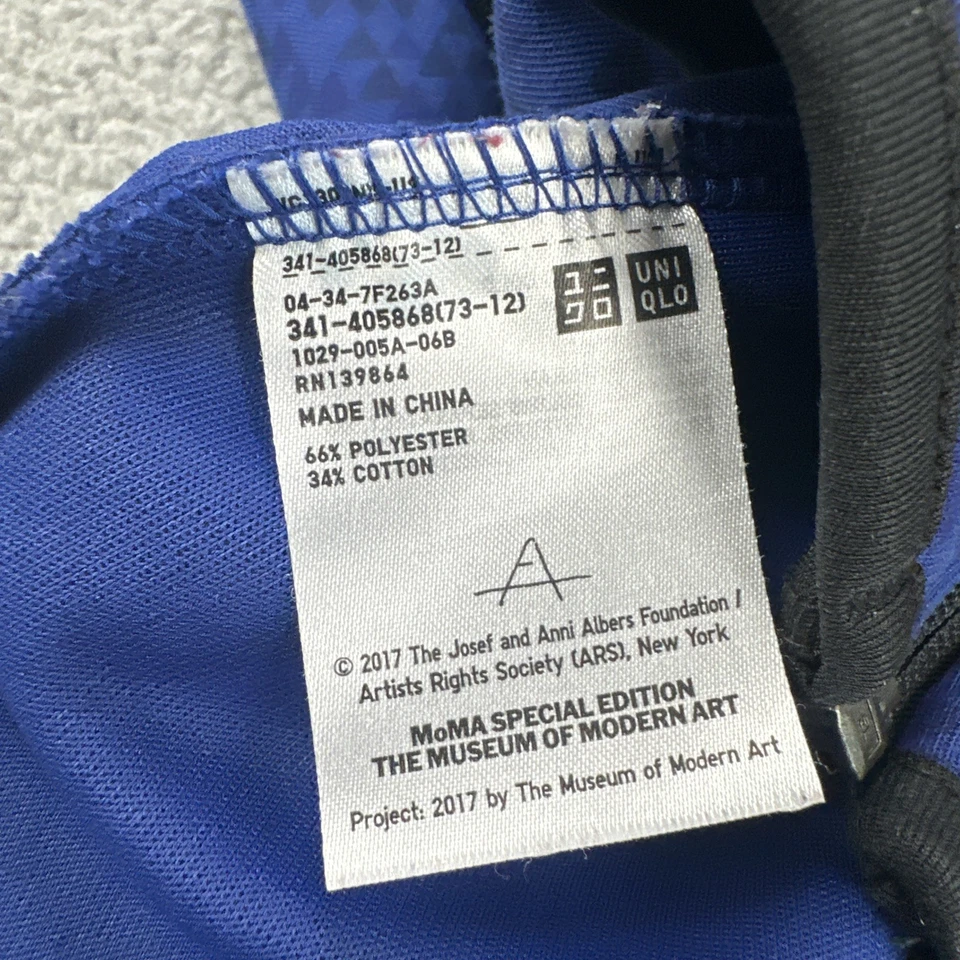 341-405868(73-12)
04-34-7F263A
341-405868(73-12)
1029-005A-06B
RN139864
MADE IN CHINA
66% POLYESTER
34% COTTON
ユニ
クロ
UNI
QLO
© 2017 The Josef and Anni Albers Foundation /
Artists Rights Society (ARS), New York
MoMA SPECIAL EDITION
THE MUSEUM OF MODERN ART
Project: 2017 by The Museum of Modern Art